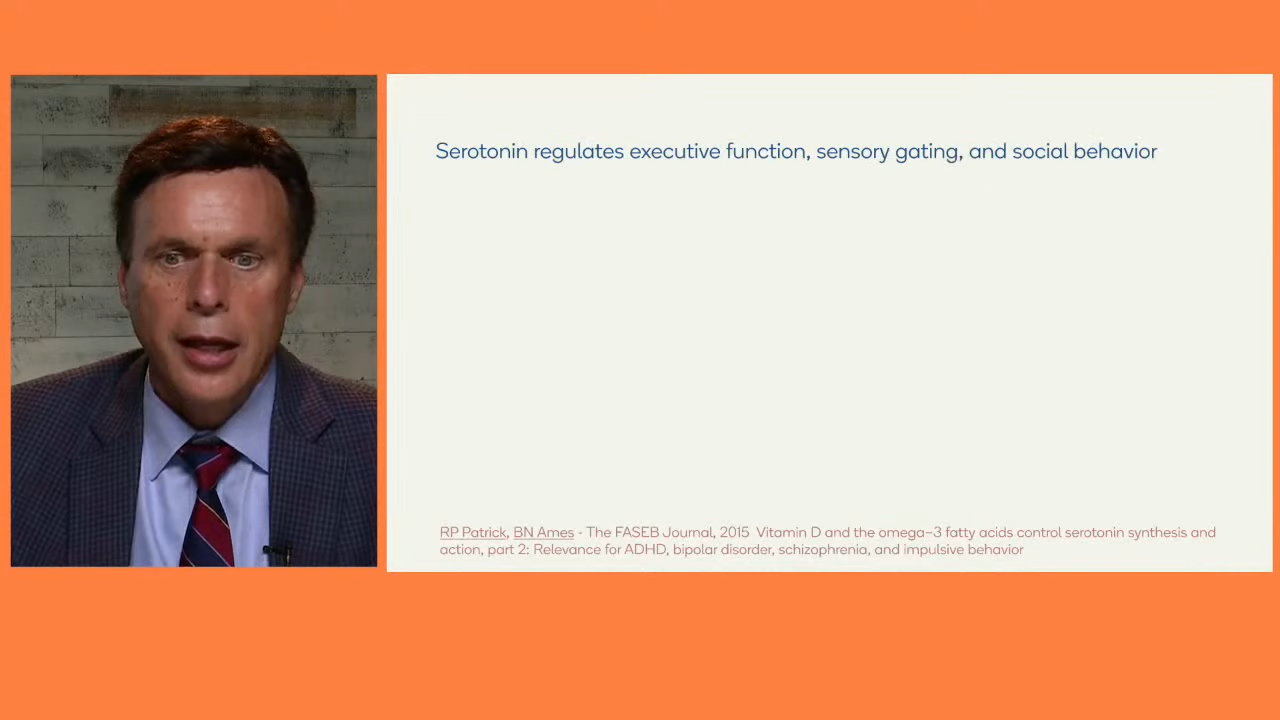 Serotonin regulates executive function, sensory gating, and social behavior
RP Patrick, BN Ames - The FASEB Journal, 2015  Vitamin D and the omega-3 fatty acids control serotonin synthesis and
action, part 2: Relevance for ADHD, bipolar disorder, schizophrenia, and impulsive behavior